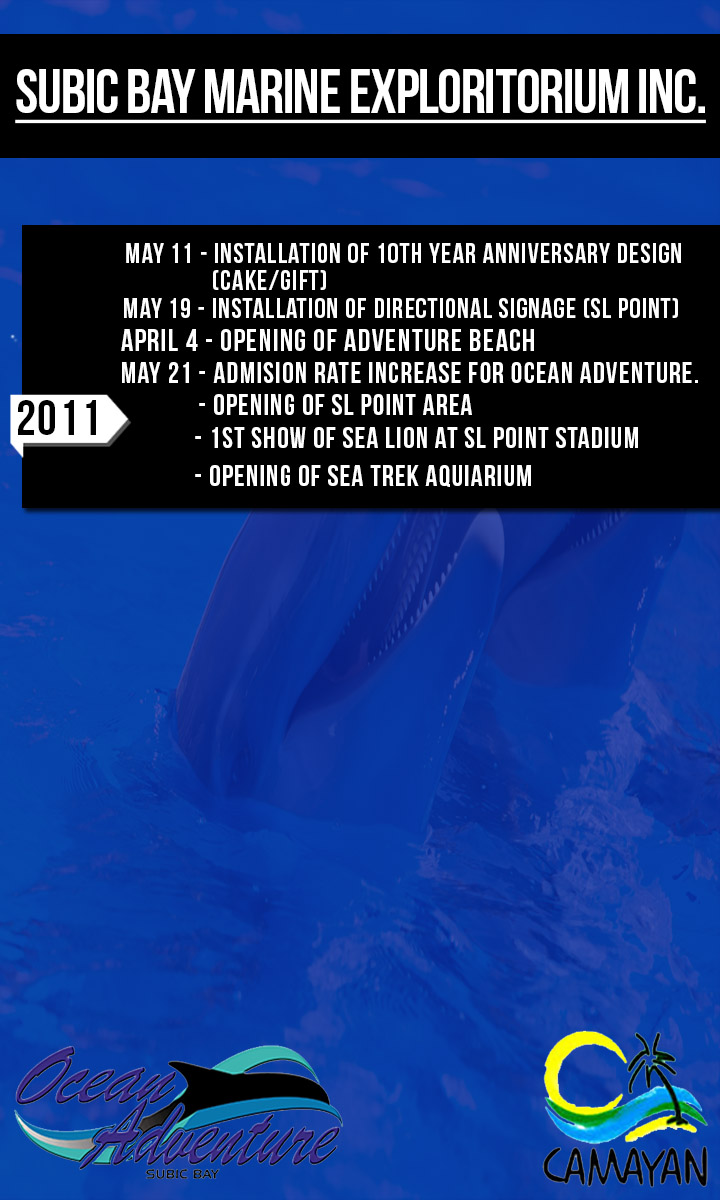 SUBIC BAY MARINE EXPLORITORIUM INC.
MAY 11 - INSTALLATION OF 10TH YEAR ANNIVERSARY DESIGN
(CAKE/GIFT)
MAY 19 - INSTALLATION OF DIRECTIONAL SIGNAGE (SL POINT)
APRIL 4 - OPENING OF ADVENTURE BEACH
MAY 21 - ADMISION RATE INCREASE FOR OCEAN ADVENTURE.
2011
- OPENING OF SL POINT AREA
- 1ST SHOW OF SEA LION AT SL POINT STADIUM
- OPENING OF SEA TREK AQUIARIUM
Ocean
Adventure
SUBIC BAY
CAMAYAN